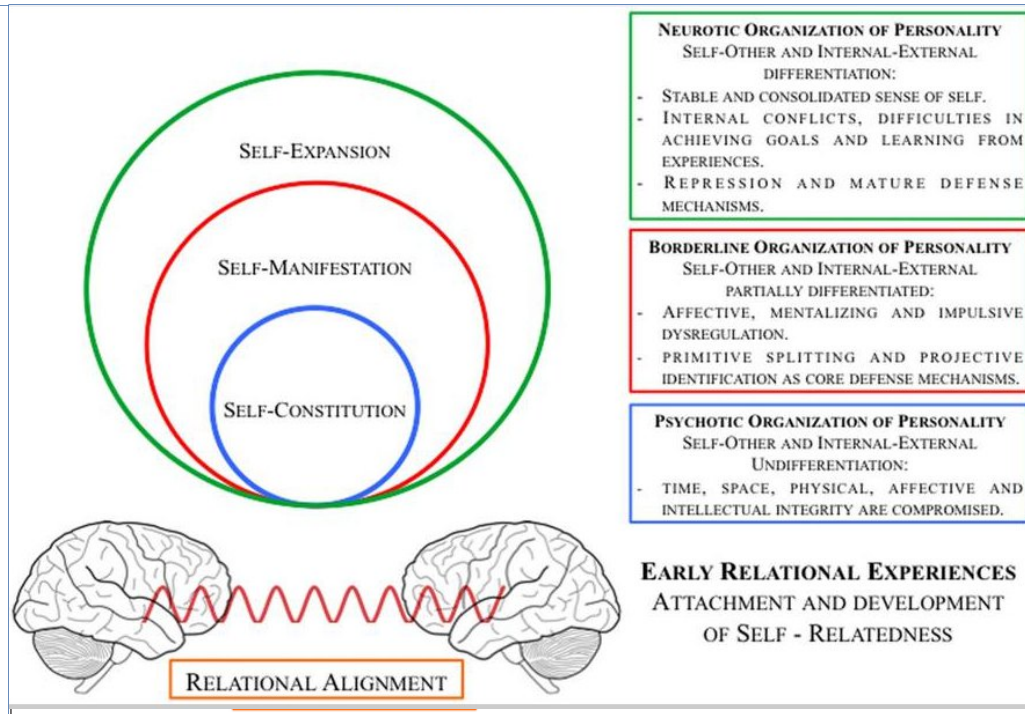 SELF-EXPANSION
SELF-MANIFESTATION
SELF-CONSTITUTION
RELATIONAL ALIGNMENT
NEUROTIC ORGANIZATION OF PERSONALITY
SELF-OTHER AND INTERNAL-EXTERNAL
DIFFERENTIATION:
- STABLE AND CONSOLIDATED SENSE OF SELF.
- INTERNAL CONFLICTS, DIFFICULTIES IN
ACHIEVING GOALS AND LEARNING FROM
EXPERIENCES.
- REPRESSION AND MATURE DEFENSE
MECHANISMS.
BORDERLINE ORGANIZATION OF PERSONALITY
SELF-OTHER AND INTERNAL-EXTERNAL
PARTIALLY DIFFERENTIATED:
- AFFECTIVE, MENTALIZING AND IMPULSIVE
DYSREGULATION.
- PRIMITIVE SPLITTING AND PROJECTIVE
IDENTIFICATION AS CORE DEFENSE MECHANISMS.
PSYCHOTIC ORGANIZATION OF PERSONALITY
SELF-OTHER AND INTERNAL-EXTERNAL
UNDIFFERENTIATION:
- TIME, SPACE, PHYSICAL, AFFECTIVE AND
INTELLECTUAL INTEGRITY ARE COMPROMISED.
EARLY RELATIONAL EXPERIENCES
ATTACHMENT AND DEVELOPMENT
OF SELF - RELATEDNESS